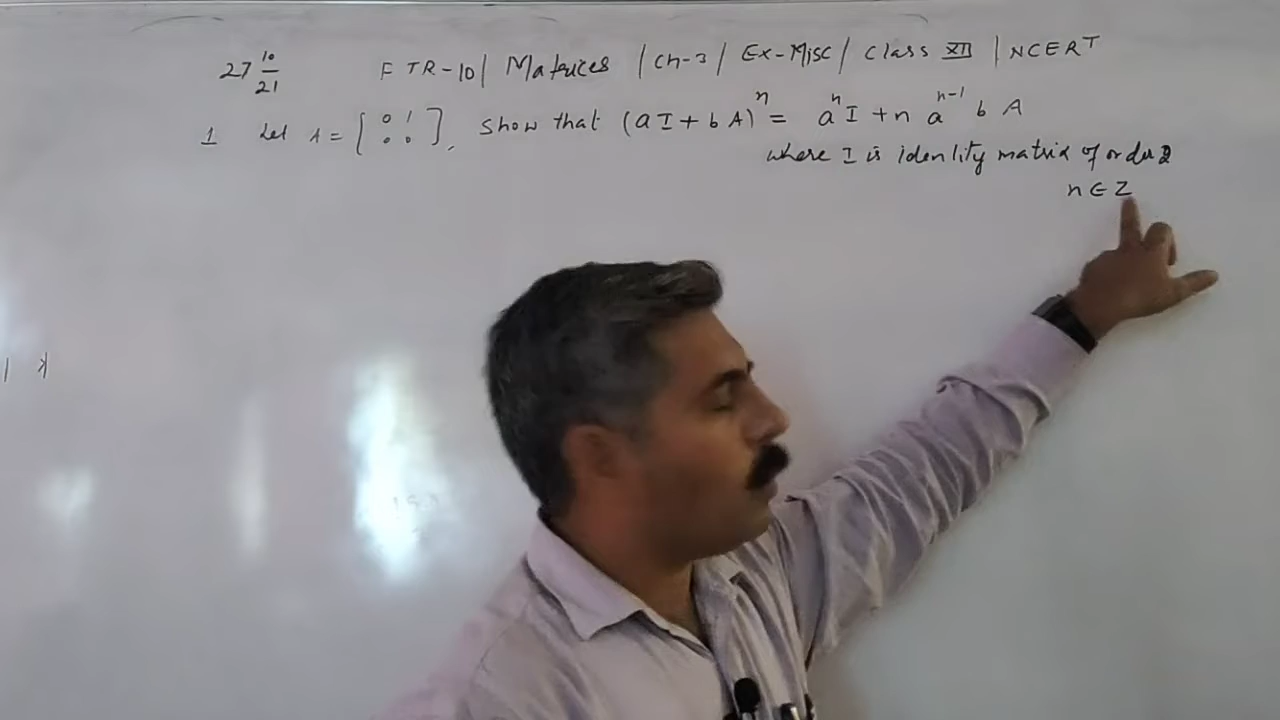 27 10/21 F TR-10 | Matrices | Ch-3 | Ex-Misc | Class XII | NCERT
1 Let A = [0 1; 0 0], Show that (aI + bA)^n = a^n I + n a^{n-1} b A
where I is identity matrix of order 2
n ∈ Z